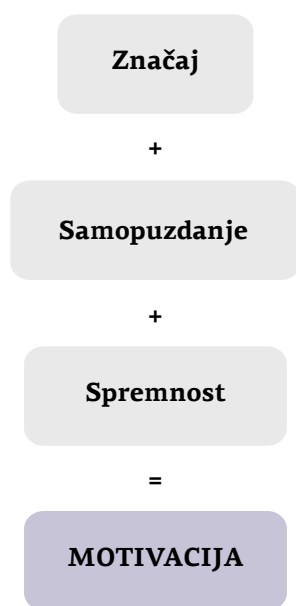 Značaj
+
Samopuzdanje
+
Spremnost
=
MOTIVACIJA